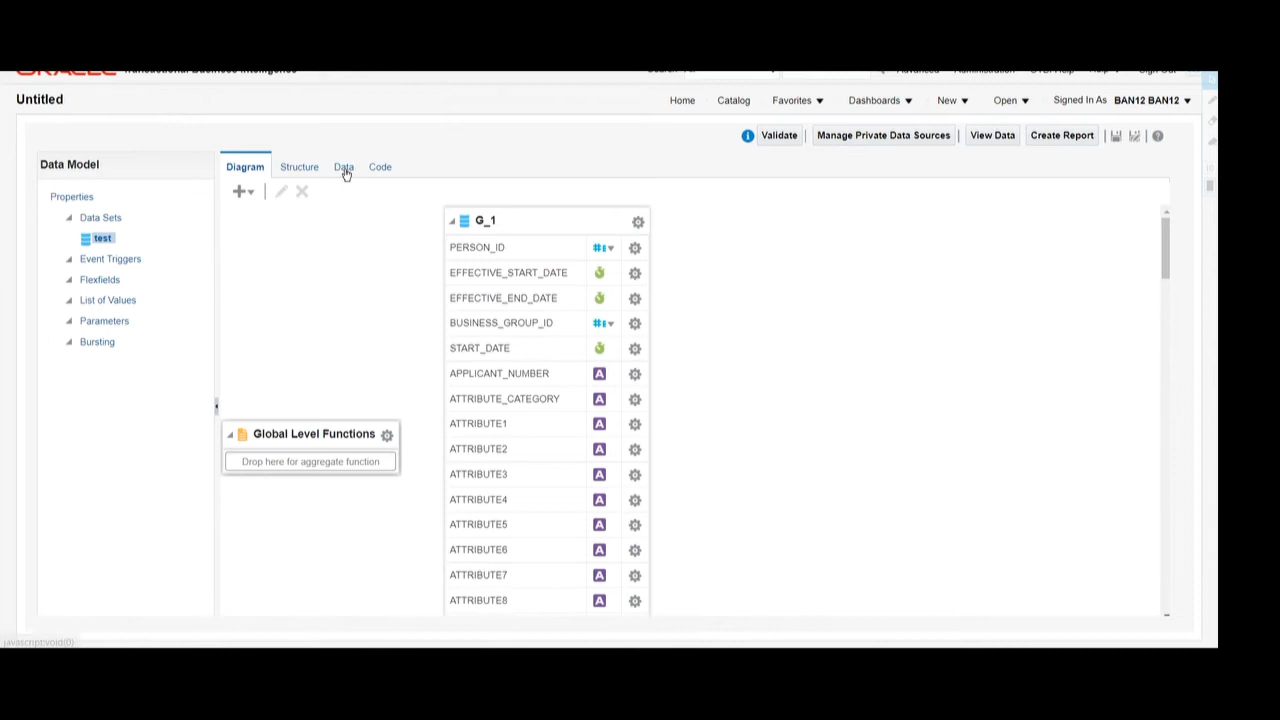 Untitled
Home Catalog Favorites Dashboards New Open Signed In As BAN12 BAN12
Validate Manage Private Data Sources View Data Create Report
Data Model
Diagram Structure Data Code
Properties
Data Sets
test
Event Triggers
Flexfields
List of Values
Parameters
Bursting
G_1
PERSON_ID
EFFECTIVE_START_DATE
EFFECTIVE_END_DATE
BUSINESS_GROUP_ID
START_DATE
APPLICANT_NUMBER A
ATTRIBUTE_CATEGORY A
ATTRIBUTE1 A
ATTRIBUTE2 A
ATTRIBUTE3 A
ATTRIBUTE4 A
ATTRIBUTE5 A
ATTRIBUTE6 A
ATTRIBUTE7 A
ATTRIBUTE8 A
Global Level Functions
Drop here for aggregate function
javascript:void(0)